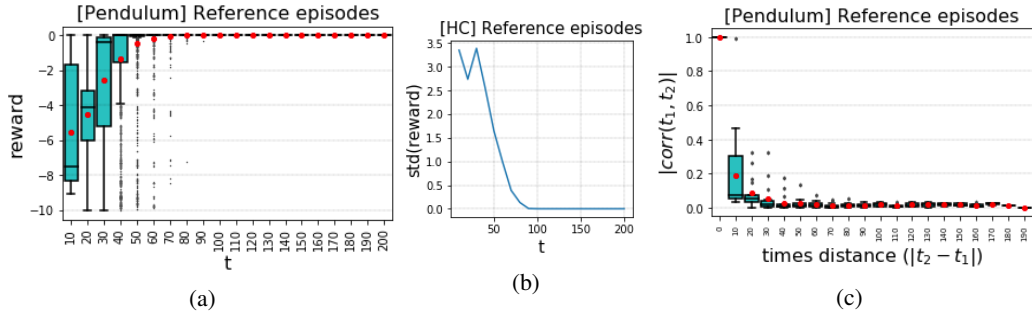 [Pendulum] Reference episodes
0
−2
−4
−6
−8
−10
reward
10 20 30 40 50 60 70 80 90 100 110 120 130 140 150 160 170 180 190 200
t
(a)
[HC] Reference episodes
3.5
3.0
2.5
2.0
1.5
1.0
0.5
0.0
std(reward)
50 100 150 200
t
(b)
[Pendulum] Reference episodes
1.0
0.8
0.6
0.4
0.2
0.0
|corr(t₁, t₂)|
0 10 20 30 40 50 60 70 80 90 100 110 120 130 140 150 160 170 180 190
times distance (|t₂ − t₁|)
(c)